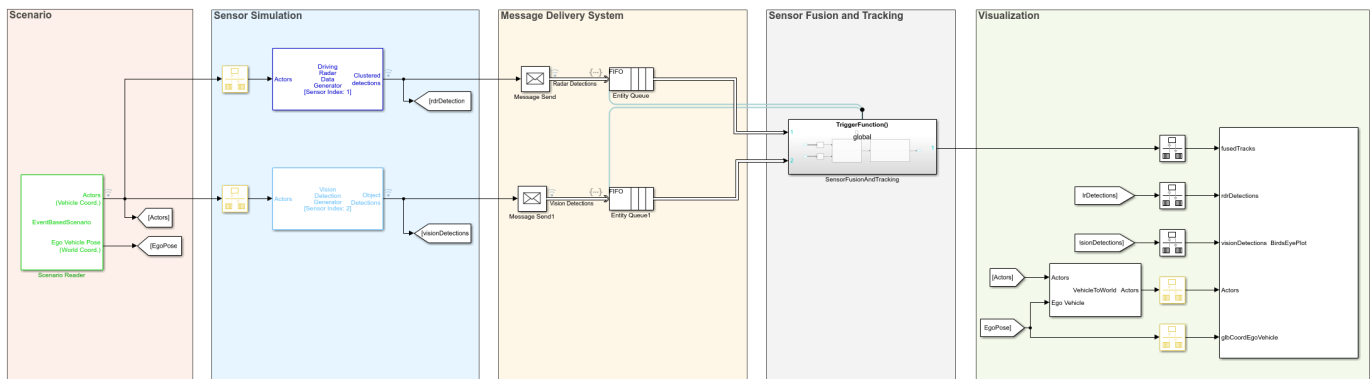 Scenario
Actors
(Vehicle Coord.)
EventBasedScenario
Ego Vehicle Pose
(World Coord.)
Scenario Reader
[Actors]
[EgoPose
Sensor Simulation
Actors
Driving
Radar
Data
Generator
[Sensor Index: 1]
Clustered
detections
[rdrDetection
Actors
Vision
Detection
Generator
[Sensor Index: 2]
Object
Detections
[visionDetections
Message Delivery System
Message Send
Radar Detections
{...}
FIFO
Entity Queue
Message Send1
Vision Detections
{...}
FIFO
Entity Queue1
Sensor Fusion and Tracking
TriggerFunction()
global
1
2
1
SensorFusionAndTracking
Visualization
fusedTracks
lrDetections]
rdrDetections
isionDetections]
visionDetections BirdsEyePlot
[Actors]
Actors
VehicleToWorld Actors
Ego Vehicle
Actors
EgoPose]
glbCoordEgoVehicle